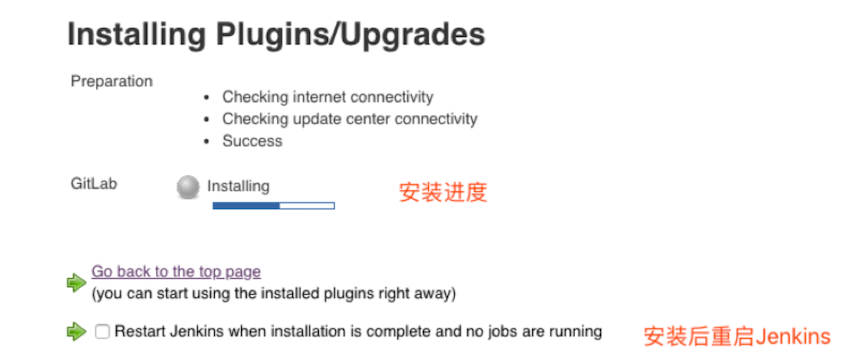 Installing Plugins/Upgrades
Preparation
Checking internet connectivity
Checking update center connectivity
Success
GitLab Installing 安装进度
Go back to the top page
(you can start using the installed plugins right away)
Restart Jenkins when installation is complete and no jobs are running 安装后重启Jenkins